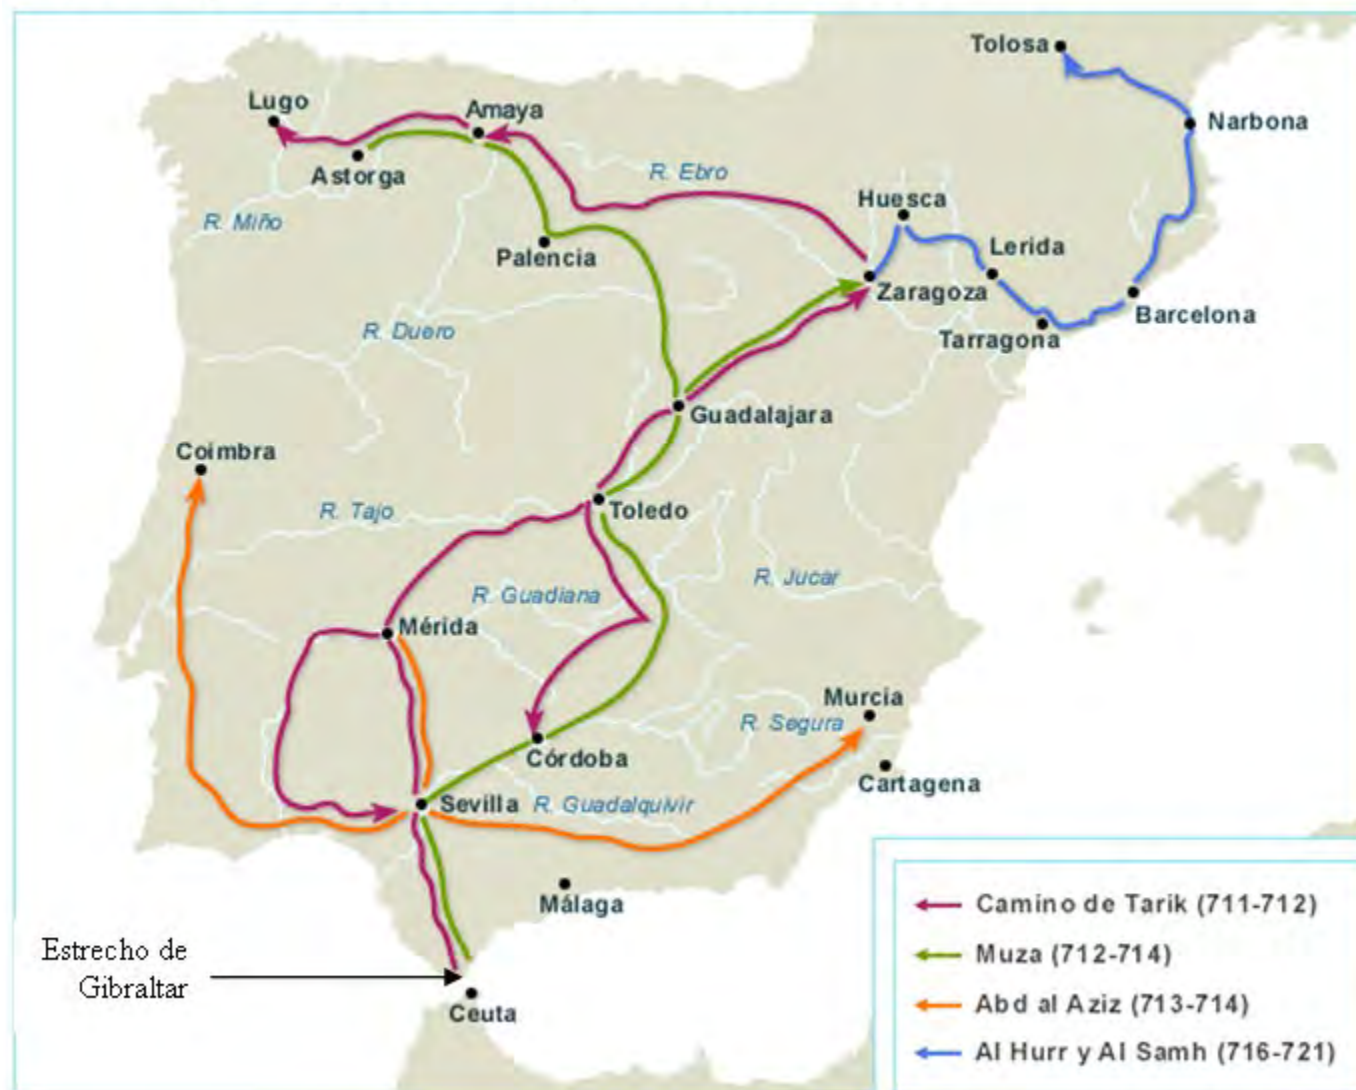 Tolosa
Lugo
Amaya
Narbona
Astorga
R. Ebro
Huesca
R. Miño
Lerida
Palencia
Zaragoza
Barcelona
R. Duero
Tarragona
Guadalajara
Coimbra
R. Tajo
Toledo
R. Jucar
R. Guadiana
Mérida
Murcia
R. Segura
Córdoba
Cartagena
Sevilla
R. Guadalquivir
Málaga
Estrecho de
Gibraltar
Ceuta
Camino de Tarik (711-712)
Muza (712-714)
Abd al Aziz (713-714)
Al Hurr y Al Samh (716-721)